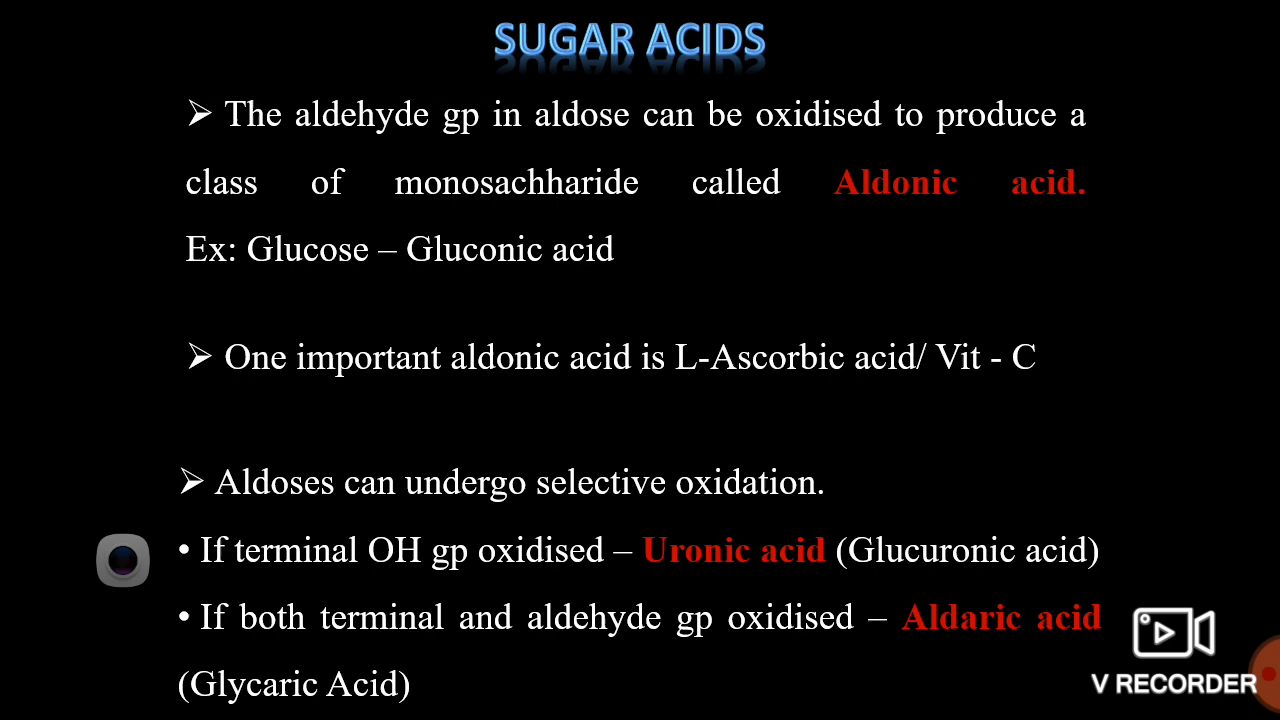 SUGAR ACIDS
➢ The aldehyde gp in aldose can be oxidised to produce a
class of monosachharide called Aldonic acid.
Ex: Glucose – Gluconic acid
➢ One important aldonic acid is L-Ascorbic acid/ Vit - C
➢ Aldoses can undergo selective oxidation.
• If terminal OH gp oxidised – Uronic acid (Glucuronic acid)
• If both terminal and aldehyde gp oxidised – Aldaric acid
(Glycaric Acid)
V RECORDER